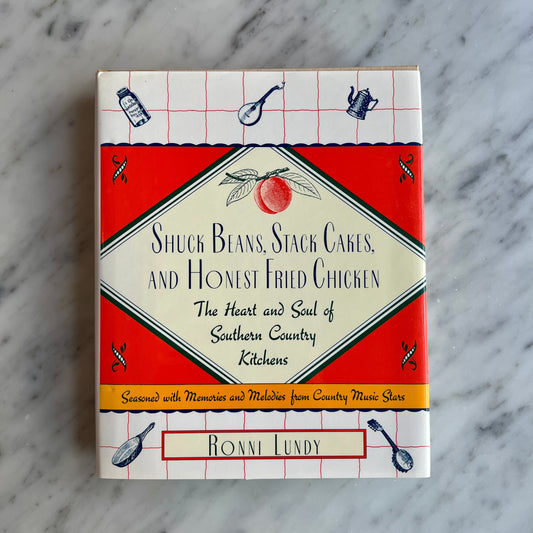 Shuck Beans, Stack Cakes,
and Honest Fried Chicken
The Heart and Soul of
Southern Country
Kitchens
Seasoned with Memories and Melodies from Country Music Stars
Ronni Lundy